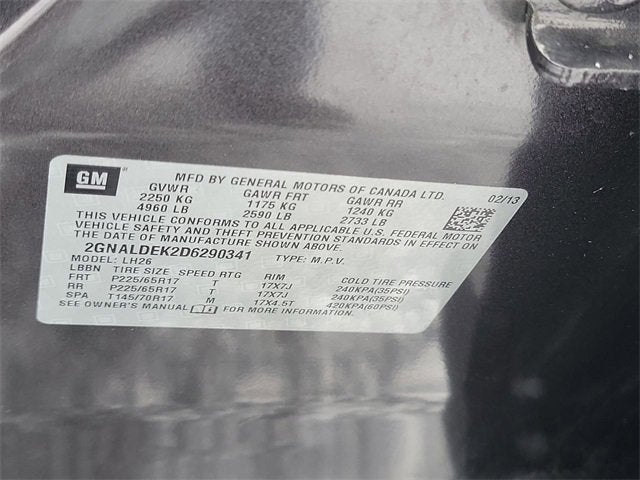 GM
MFD BY GENERAL MOTORS OF CANADA LTD. 02/13
GVWR GAWR FRT GAWR RR
2250 KG 1175 KG 1240 KG
4960 LB 2590 LB 2733 LB
THIS VEHICLE CONFORMS TO ALL APPLICABLE U.S. FEDERAL MOTOR
VEHICLE SAFETY AND THEFT PREVENTION STANDARDS IN EFFECT ON
THE DATE OF MANUFACTURE SHOWN ABOVE.
2GNALDEK2D6290341 TYPE: M.P.V.
MODEL: LH26
LBBN TIRE SIZE SPEED RTG RIM COLD TIRE PRESSURE
FRT P225/65R17 T 17X7J 240KPA(35PSI)
RR P225/65R17 T 17X7J 240KPA(35PSI)
SPA T145/70R17 M 17X4.5T 420KPA(60PSI)
SEE OWNER'S MANUAL FOR MORE INFORMATION.